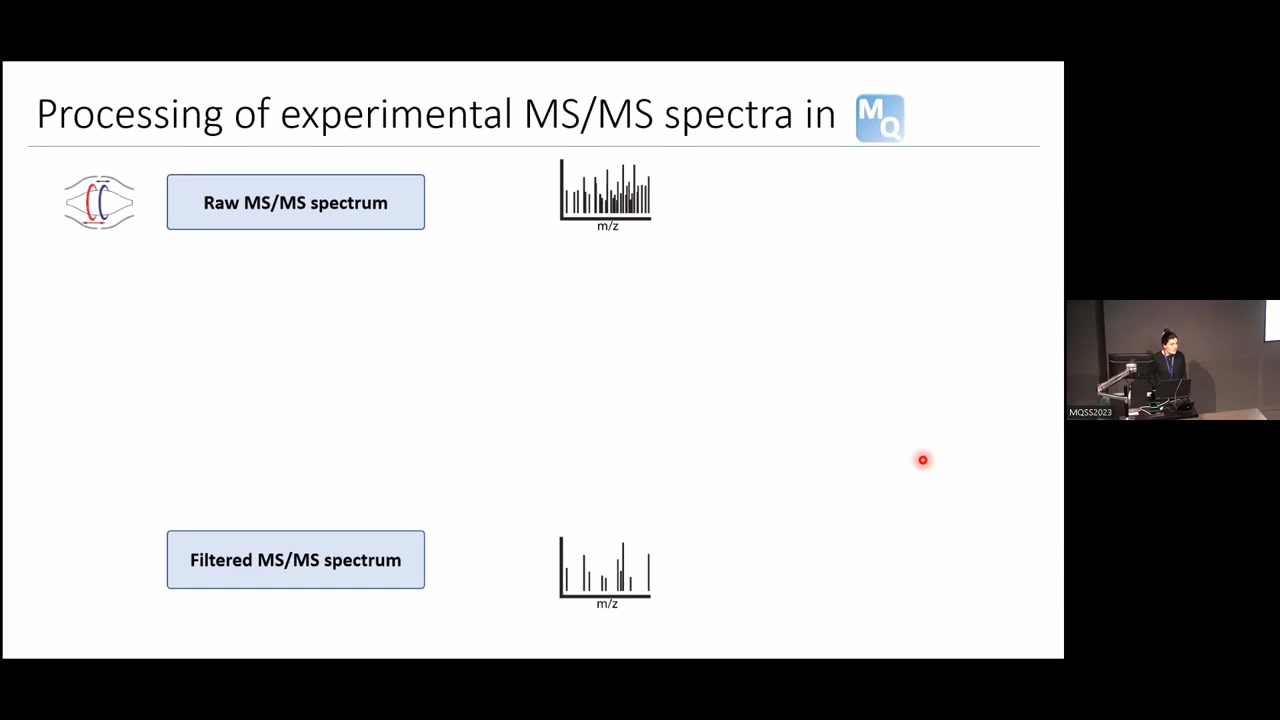 Processing of experimental MS/MS spectra in
M
Q
Raw MS/MS spectrum
m/z
MQSS2023
Filtered MS/MS spectrum
m/z